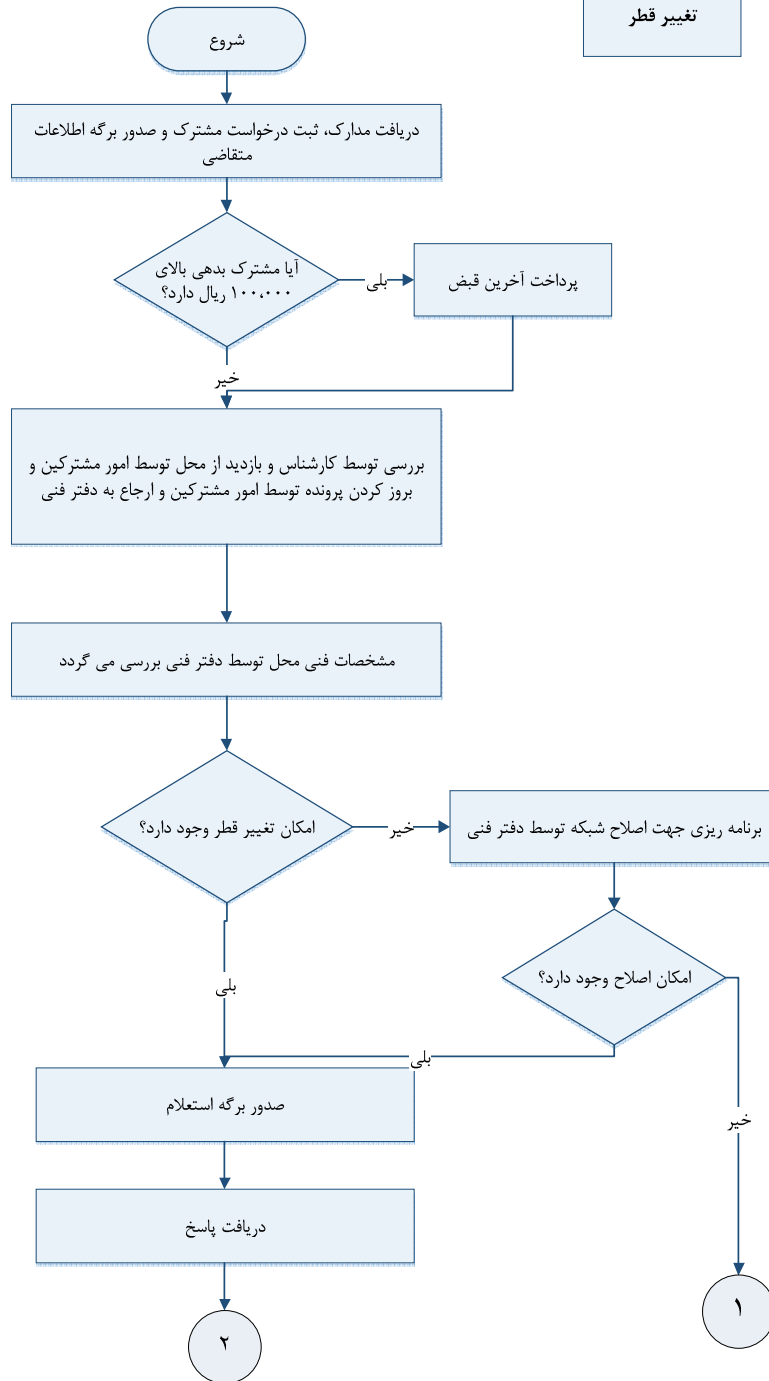 تغییر قطر
شروع
دریافت مدارک، ثبت درخواست مشترک و صدور برگه اطلاعات
متقاضی
آیا مشترک بدهی بالای
۱۰۰،۰۰۰ ریال دارد؟
بلی
پرداخت آخرین قبض
خیر
بررسی توسط کارشناس و بازدید از محل توسط امور مشترکین و
بروز کردن پرونده توسط امور مشترکین و ارجاع به دفتر فنی
مشخصات فنی محل توسط دفتر فنی بررسی می گردد
امکان تغییر قطر وجود دارد؟
خیر
برنامه ریزی جهت اصلاح شبکه توسط دفتر فنی
امکان اصلاح وجود دارد؟
بلی
بلی
صدور برگه استعلام
خیر
دریافت پاسخ
۱
۲